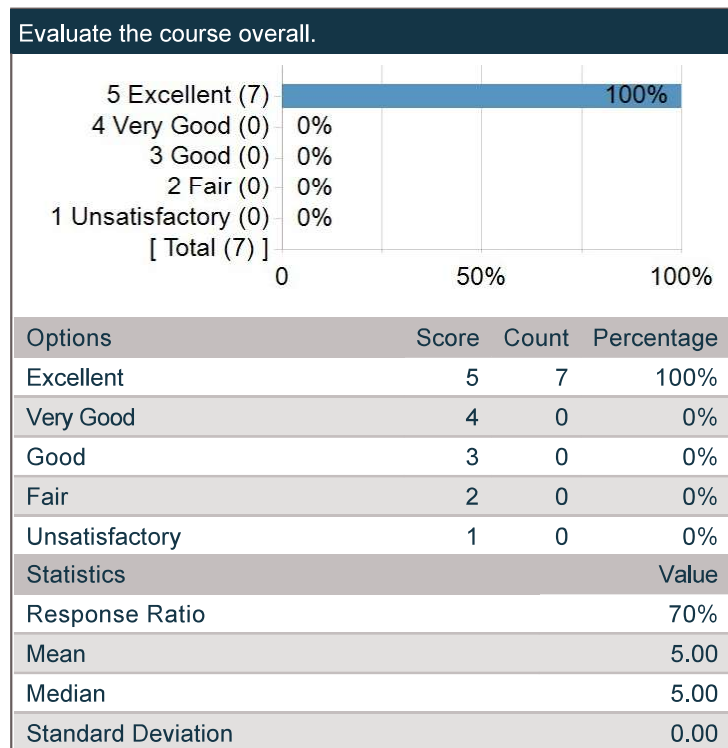 Evaluate the course overall.
5 Excellent (7) 100%
4 Very Good (0) 0%
3 Good (0) 0%
2 Fair (0) 0%
1 Unsatisfactory (0) 0%
[ Total (7) ]
0 50% 100%
Options Score Count Percentage
Excellent 5 7 100%
Very Good 4 0 0%
Good 3 0 0%
Fair 2 0 0%
Unsatisfactory 1 0 0%
Statistics Value
Response Ratio 70%
Mean 5.00
Median 5.00
Standard Deviation 0.00